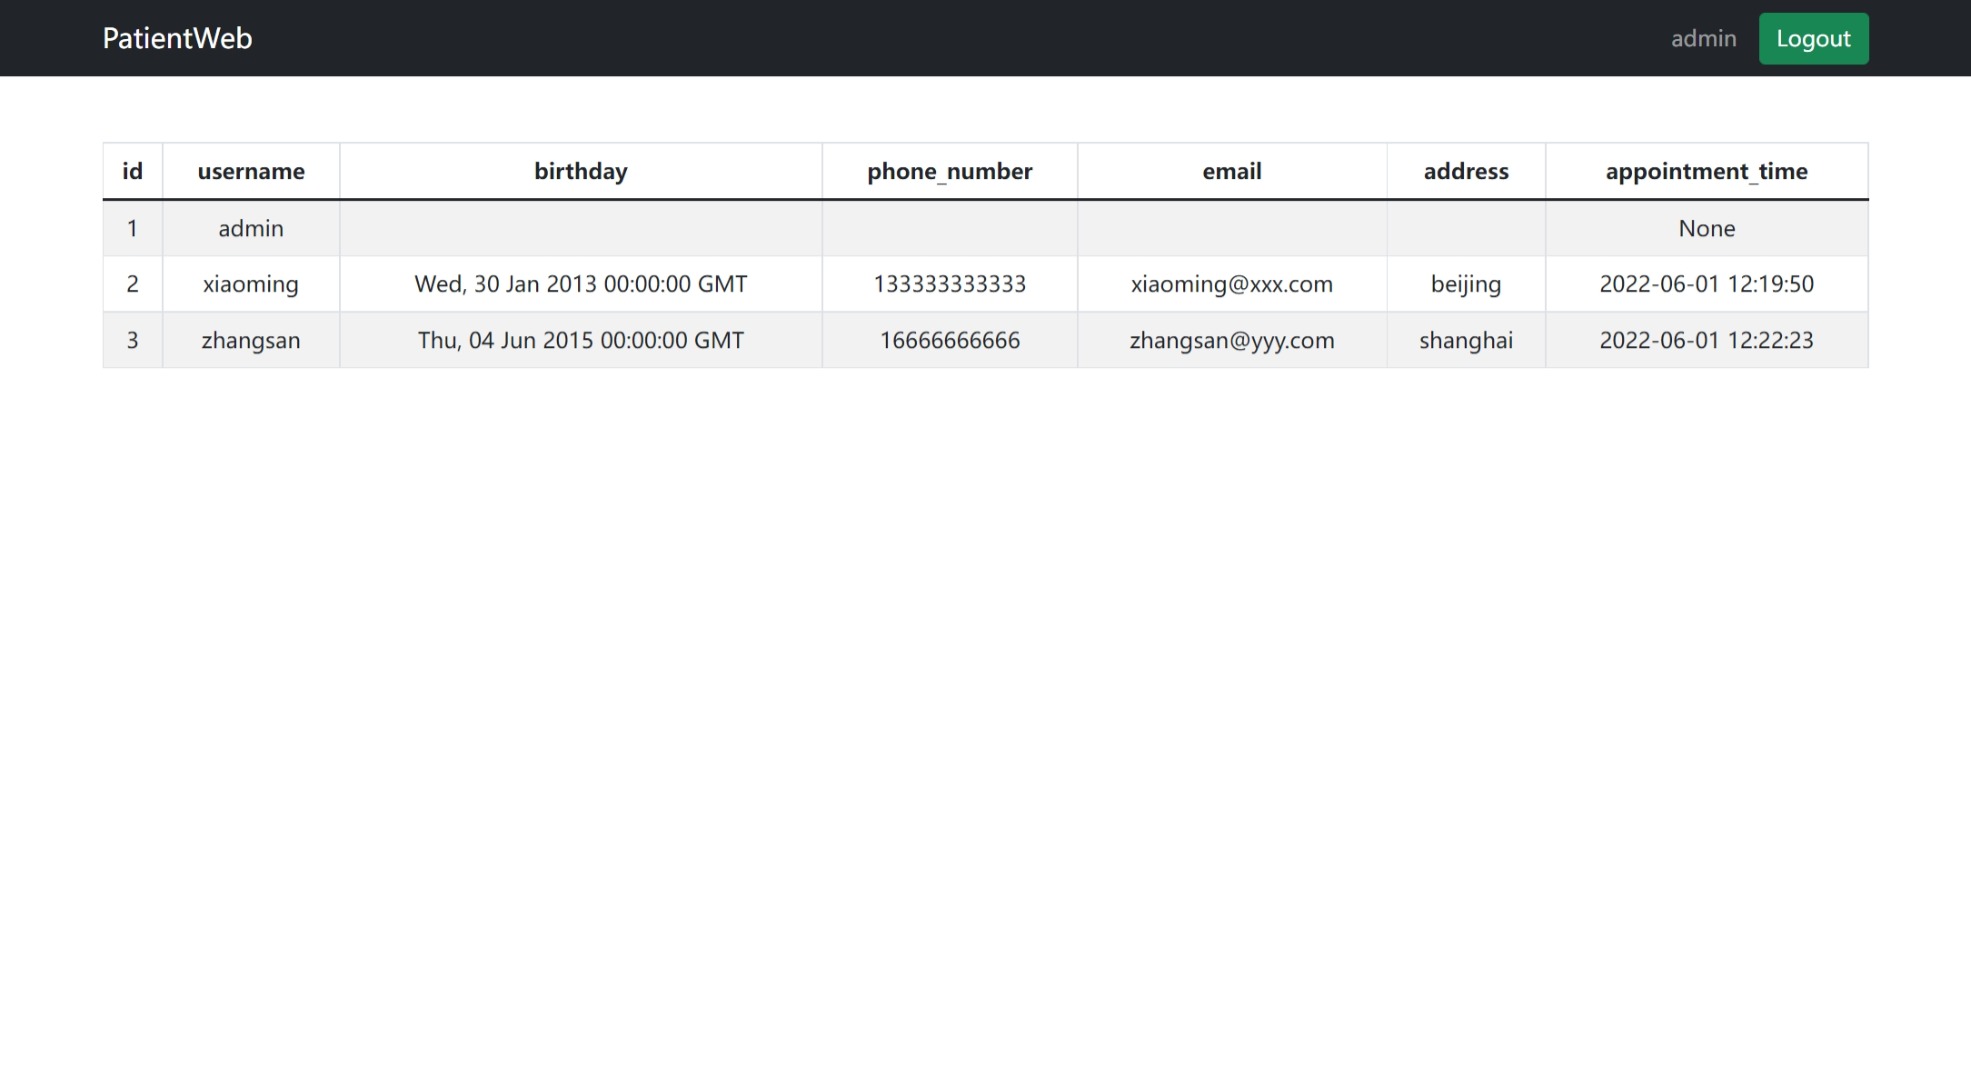 PatientWeb admin Logout
id username birthday phone_number email address appointment_time
1 admin None
2 xiaoming Wed, 30 Jan 2013 00:00:00 GMT 133333333333 xiaoming@xxx.com beijing 2022-06-01 12:19:50
3 zhangsan Thu, 04 Jun 2015 00:00:00 GMT 16666666666 zhangsan@yyy.com shanghai 2022-06-01 12:22:23